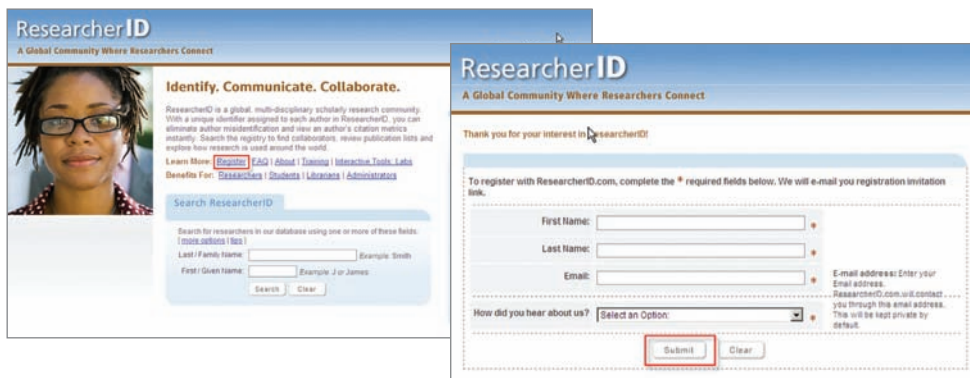 ResearcherID
A Global Community Where Researchers Connect
Identify. Communicate. Collaborate.
ResearcherID is a global, multi-disciplinary scholarly research community.
With a unique identifier assigned to each author in ResearcherID, you can
eliminate author misidentification and view an author's citation metrics
instantly. Search the registry to find collaborators, review publication lists and
explore how research is used around the world.
Learn More: Register FAQ | About | Training | Interactive Tools: Labs
Benefits For: Researchers | Students | Librarians | Administrators
Search ResearcherID
Search for researchers in our database using one or more of these fields.
[ more options | tips ]
Last / Family Name: Example: Smith
First / Given Name: Example: J or James
Search Clear
ResearcherID
A Global Community Where Researchers Connect
Thank you for your interest in ResearcherID!
To register with ResearcherID.com, complete the * required fields below. We will e-mail you registration invitation
link.
First Name: *
Last Name: *
Email: *
E-mail address: Enter your
Email address.
ResearcherID.com will contact
you through this email address.
This will be kept private by
default.
How did you hear about us? Select an Option: *
Submit Clear